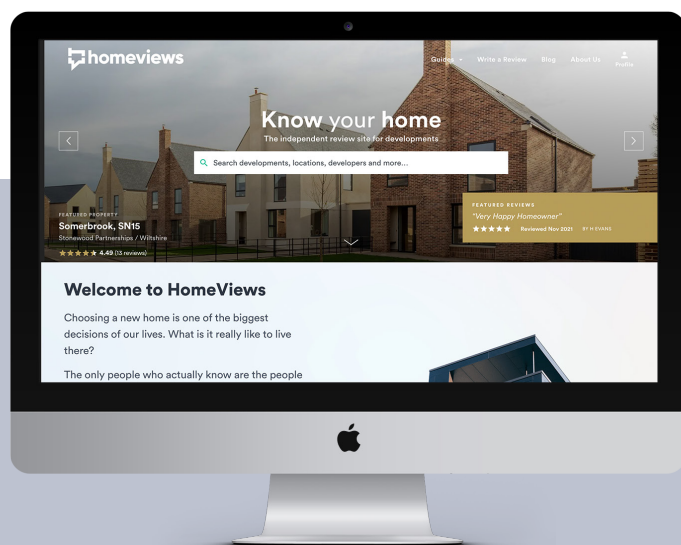 homeviews
Guides
Write a Review
Blog
About Us
Profile
Know your home
The independent review site for developments
Search developments, locations, developers and more...
FEATURED PROPERTY
Somerbrook, SN15
Stonewood Partnerships / Wiltshire
4.49 (13 reviews)
FEATURED REVIEWS
"Very Happy Homeowner"
Reviewed Nov 2021 BY H EVANS
Welcome to HomeViews
Choosing a new home is one of the biggest
decisions of our lives. What is it really like to live
there?
The only people who actually know are the people